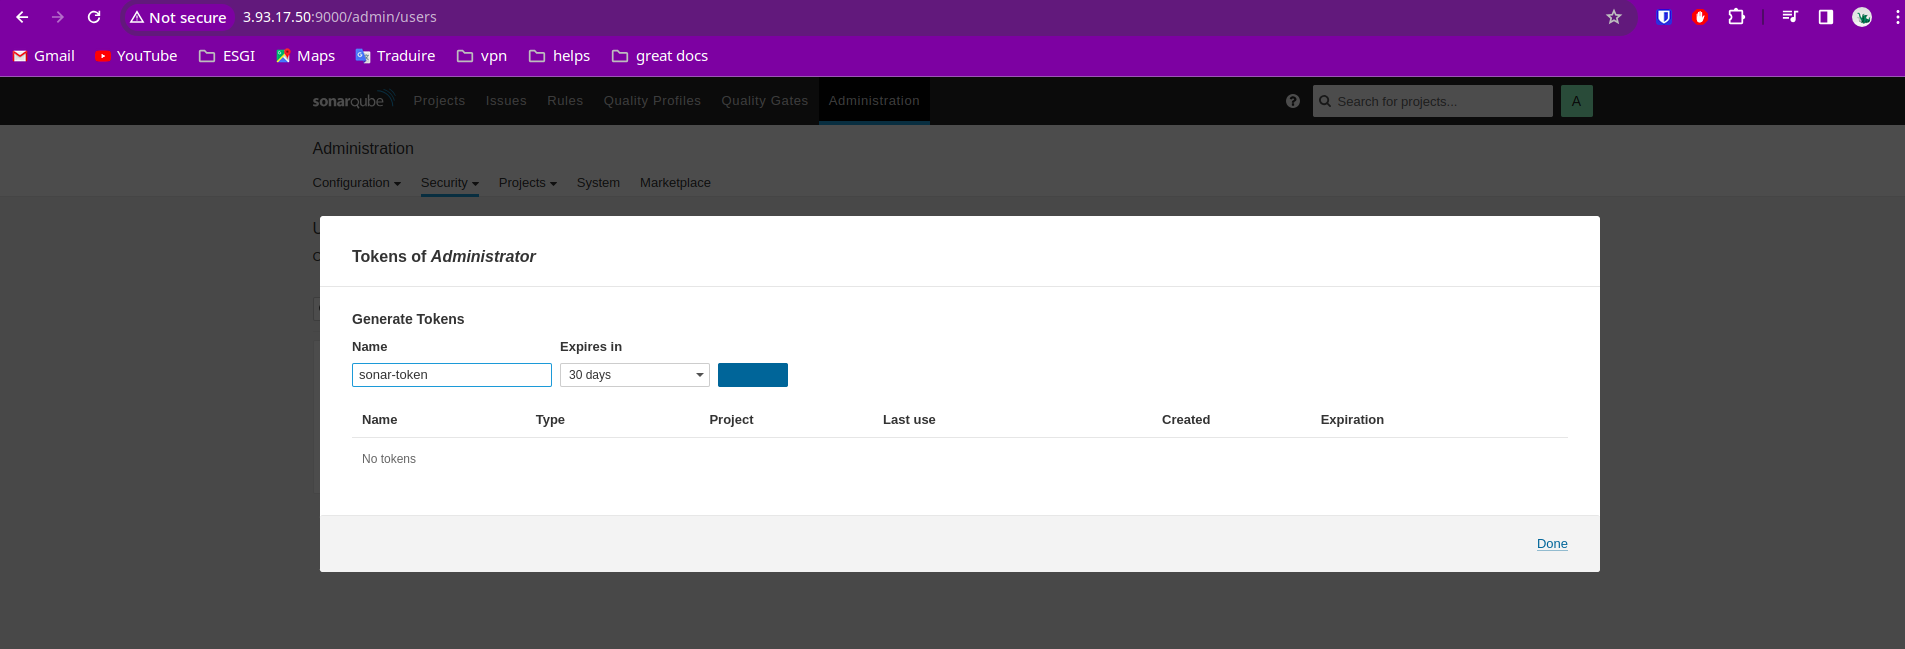 Not secure 3.93.17.50:9000/admin/users
Gmail YouTube ESGI Maps Traduire vpn helps great docs
sonarqube Projects Issues Rules Quality Profiles Quality Gates Administration Search for projects... A
Administration
Configuration Security Projects System Marketplace
Tokens of Administrator
Generate Tokens
Name Expires in
sonar-token 30 days
Name Type Project Last use Created Expiration
No tokens
Done